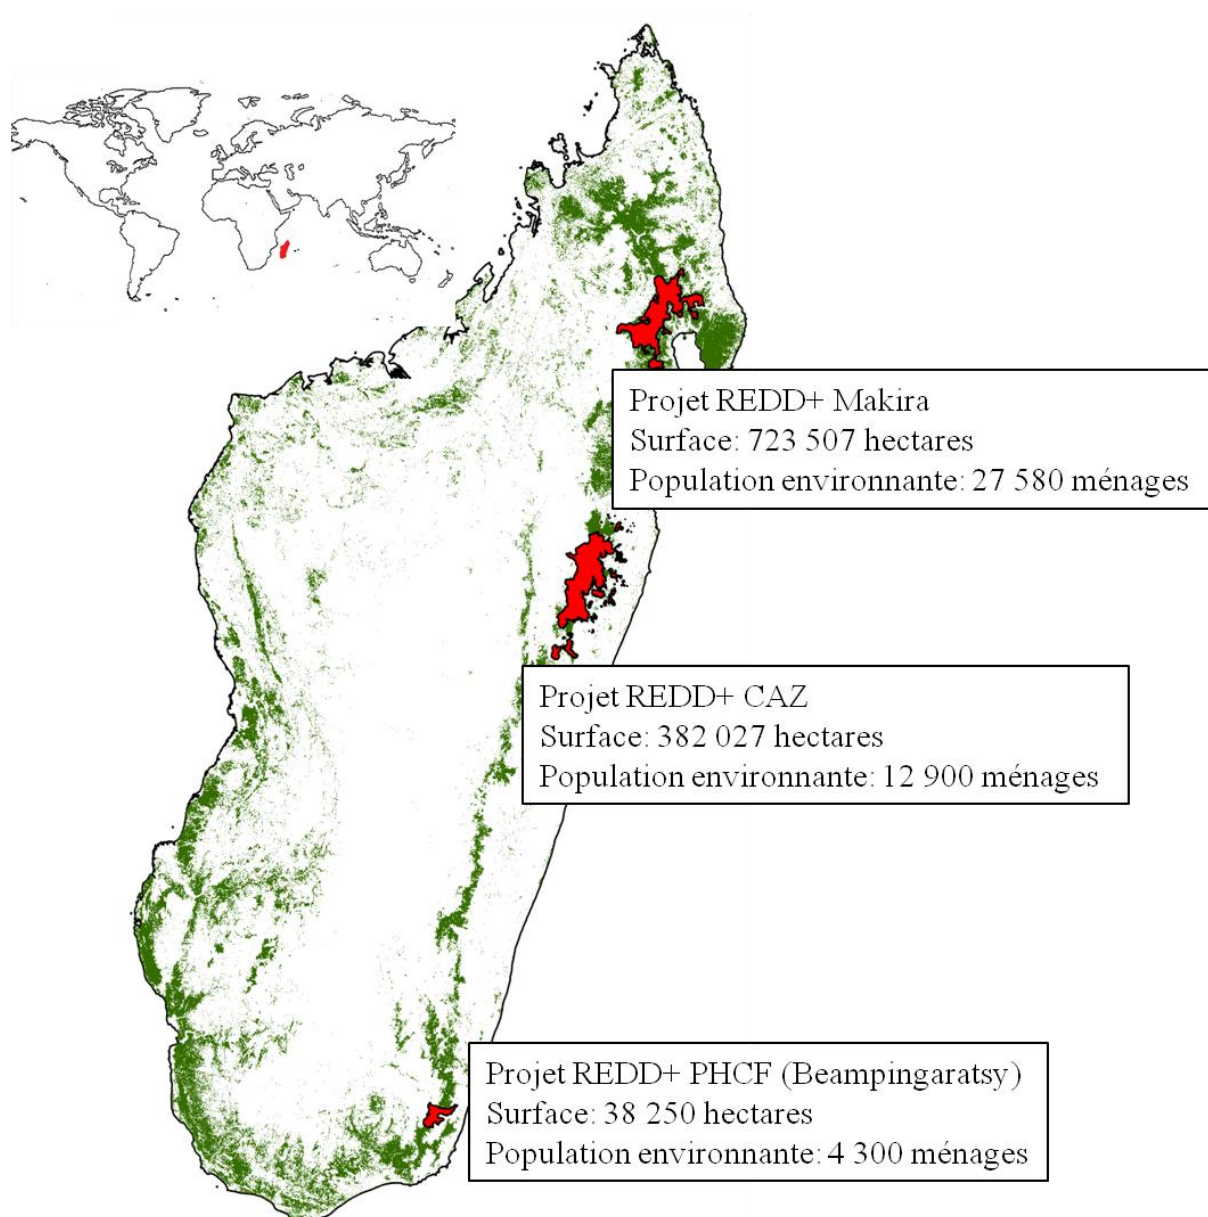 Projet REDD+ Makira
Surface: 723 507 hectares
Population environnante: 27 580 ménages
Projet REDD+ CAZ
Surface: 382 027 hectares
Population environnante: 12 900 ménages
Projet REDD+ PHCF (Beampingaratsy)
Surface: 38 250 hectares
Population environnante: 4 300 ménages